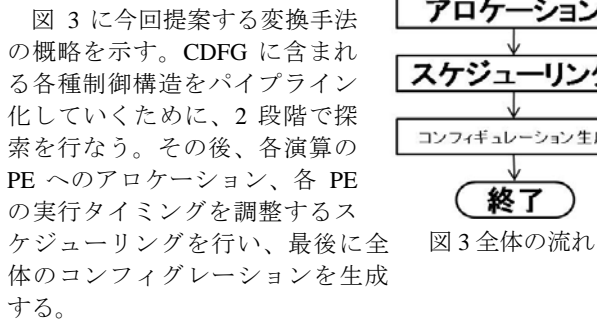 図 3 に今回提案する変換手法
の概略を示す。CDFG に含まれ
る各種制御構造をパイプライン
化していくために、2 段階で探
索を行なう。その後、各演算の
PE へのアロケーション、各 PE
の実行タイミングを調整するス
ケジューリングを行い、最後に全
体のコンフィグレーションを生成
する。
アロケーション
スケジューリング
コンフィギュレーション生成
終了
図 3 全体の流れ